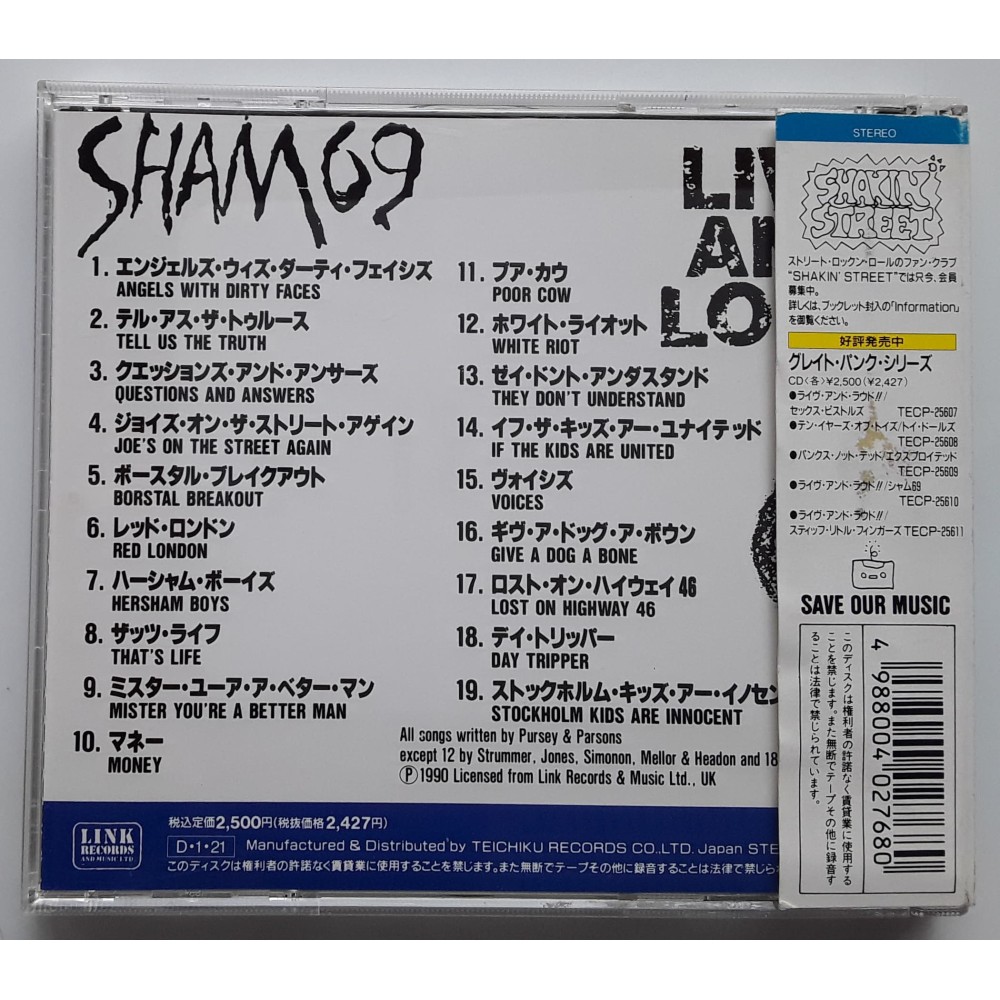 SHAM69
LIV
AN
LO
1. エンジェルズ・ウィズ・ダーティ・フェイシズ
ANGELS WITH DIRTY FACES
2. テル・アス・ザ・トゥルース
TELL US THE TRUTH
3. クエッションズ・アンド・アンサーズ
QUESTIONS AND ANSWERS
4. ジョイズ・オン・ザ・ストリート・アゲイン
JOE'S ON THE STREET AGAIN
5. ボースタル・ブレイクアウト
BORSTAL BREAKOUT
6. レッド・ロンドン
RED LONDON
7. ハーシャム・ボーイズ
HERSHAM BOYS
8. ザッツ・ライフ
THAT'S LIFE
9. ミスター・ユーア・ア・ベター・マン
MISTER YOU'RE A BETTER MAN
10. マネー
MONEY
11. プア・カウ
POOR COW
12. ホワイト・ライオット
WHITE RIOT
13. ゼイ・ドント・アンダスタンド
THEY DON'T UNDERSTAND
14. イフ・ザ・キッズ・アー・ユナイテッド
IF THE KIDS ARE UNITED
15. ヴォイシズ
VOICES
16. ギヴ・ア・ドッグ・ア・ボウン
GIVE A DOG A BONE
17. ロスト・オン・ハイウェイ46
LOST ON HIGHWAY 46
18. デイ・トリッパー
DAY TRIPPER
19. ストックホルム・キッズ・アー・イノセン
STOCKHOLM KIDS ARE INNOCENT
All songs written by Pursey & Parsons
except 12 by Strummer, Jones, Simonon, Mellor & Headon and 18
Ⓟ1990 Licensed from Link Records & Music Ltd., UK
LINK
RECORDS
AND MUSIC LTD
税込定価2,500円(税抜価格2,427円)
D・1・21 Manufactured & Distributed by TEICHIKU RECORDS CO.,LTD. Japan STE
このディスクは権利者の許諾なく賃貸業に使用することを禁じます。また無断でテープその他に録音することは法律で禁じら
STEREO
SHAKIN'
STREET
ストリート・ロックン・ロールのファン・クラブ
"SHAKIN' STREET"では只今、会員
募集中。
詳しくは、ブックレット封入の「Information」
を御覧ください。
好評発売中
グレイト・パンク・シリーズ
CD〈各〉¥2,500(¥2,427)
●ライヴ・アンド・ラウド!!/
セックス・ピストルズ TECP-25607
●テン・イヤーズ・オブ・トイズ/トイ・ドールズ
TECP-25608
●パンクス・ノット・デッド/エクスプロイテッド
TECP-25609
●ライヴ・アンド・ラウド!!/シャム69
TECP-25610
●ライヴ・アンド・ラウド!!/
スティッフ・リトル・フィンガーズ TECP-25611
SAVE OUR MUSIC
このディスクは権利者の許諾なく賃貸業に使用する
ことを禁じます。また無断でテープその他に録音す
ることは法律で禁じられています。
4 988004 027680